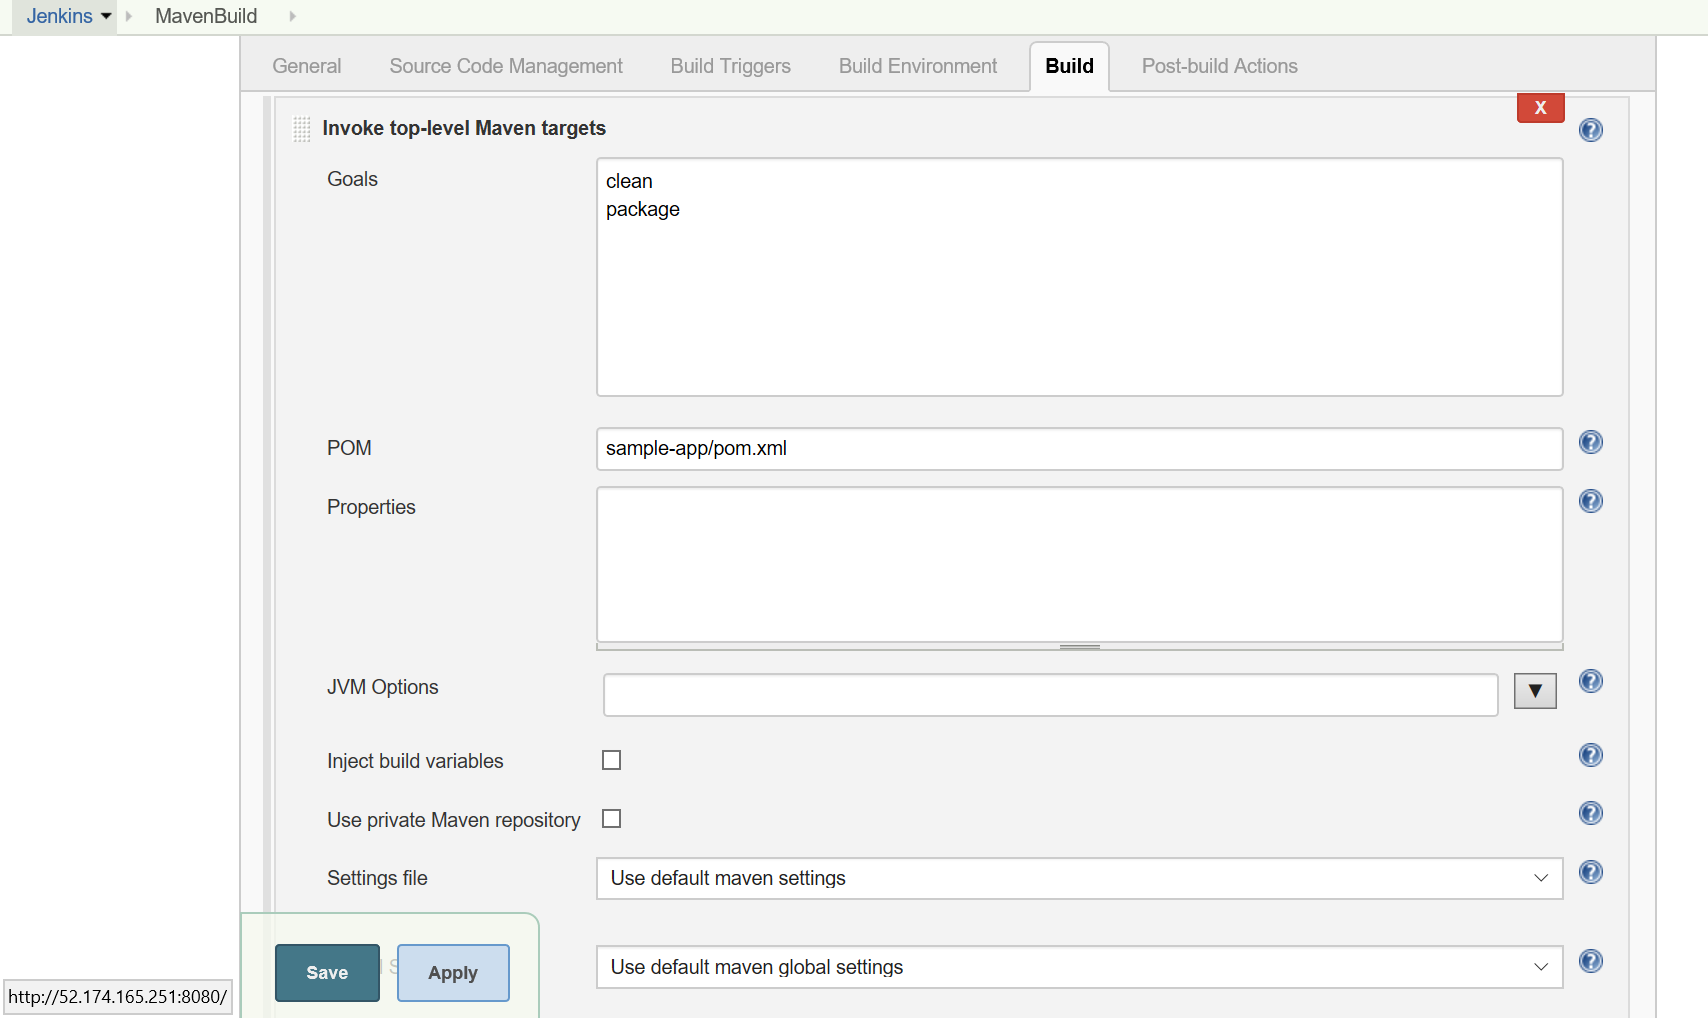 Jenkins MavenBuild
General Source Code Management Build Triggers Build Environment Build Post-build Actions
X
Invoke top-level Maven targets
Goals
clean
package
POM
sample-app/pom.xml
Properties
JVM Options
▼
Inject build variables
Use private Maven repository
Settings file
Use default maven settings
Use default maven global settings
Save Apply
http://52.174.165.251:8080/